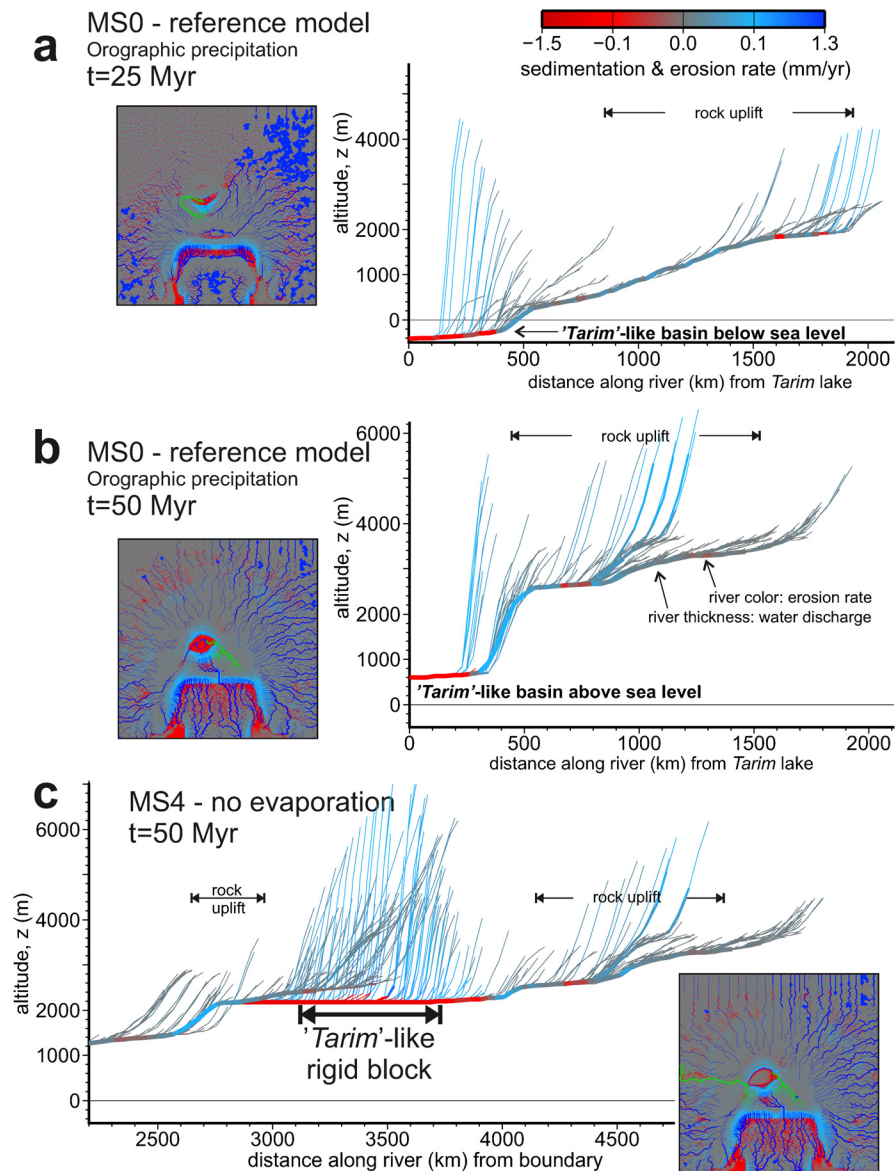 a
MS0 - reference model
Orographic precipitation
t=25 Myr
−1.5 −0.1 0.0 0.1 1.3
sedimentation & erosion rate (mm/yr)
rock uplift
altitude, z (m)
4000
3000
2000
1000
0
'Tarim'-like basin below sea level
0 500 1000 1500 2000
distance along river (km) from Tarim lake
b
MS0 - reference model
Orographic precipitation
t=50 Myr
rock uplift
altitude, z (m)
6000
5000
4000
3000
2000
1000
0
river color: erosion rate
river thickness: water discharge
'Tarim'-like basin above sea level
0 500 1000 1500 2000
distance along river (km) from Tarim lake
c
MS4 - no evaporation
t=50 Myr
altitude, z (m)
6000
5000
4000
3000
2000
1000
0
rock
uplift
rock uplift
'Tarim'-like
rigid block
2500 3000 3500 4000 4500
distance along river (km) from boundary